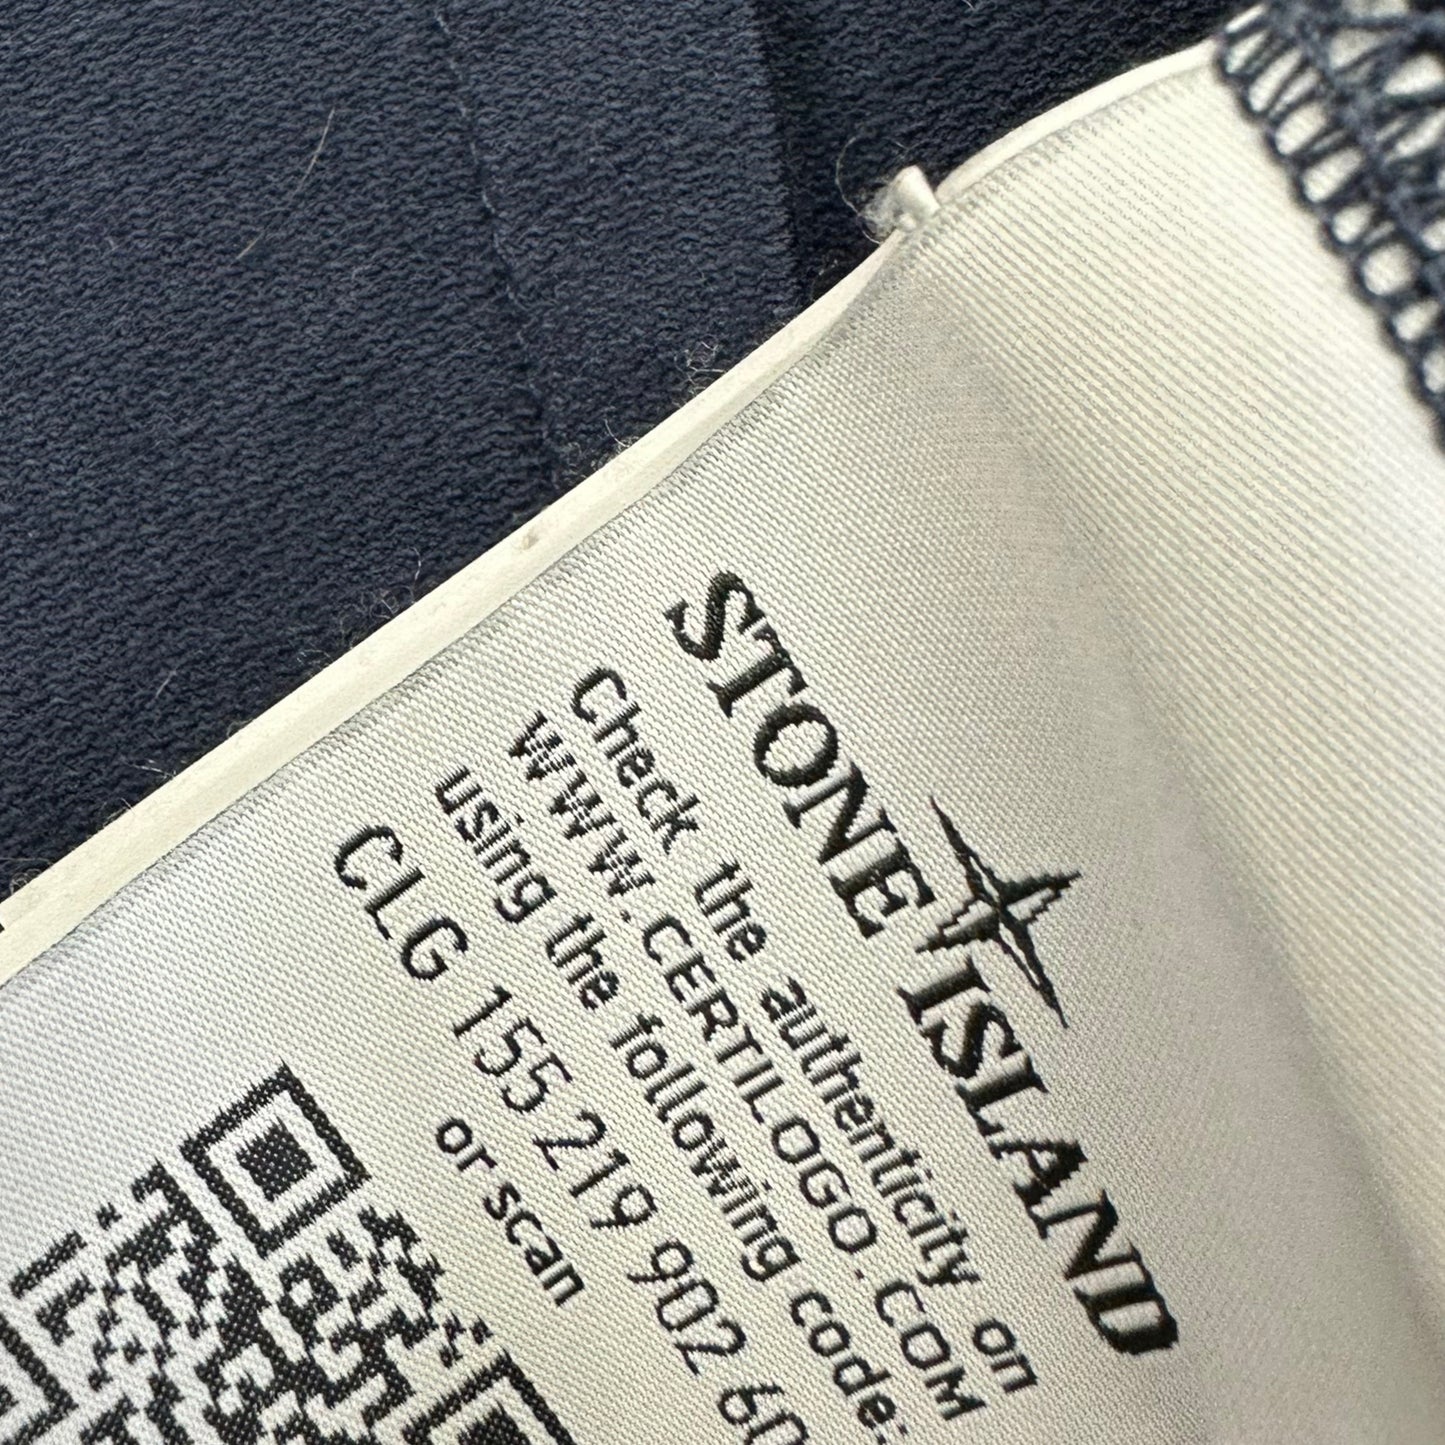 STONE ISLAND
Check the authenticity on
WWW.CERTILOGO.COM
using the following code:
CLG 155 219 902 60
or scan